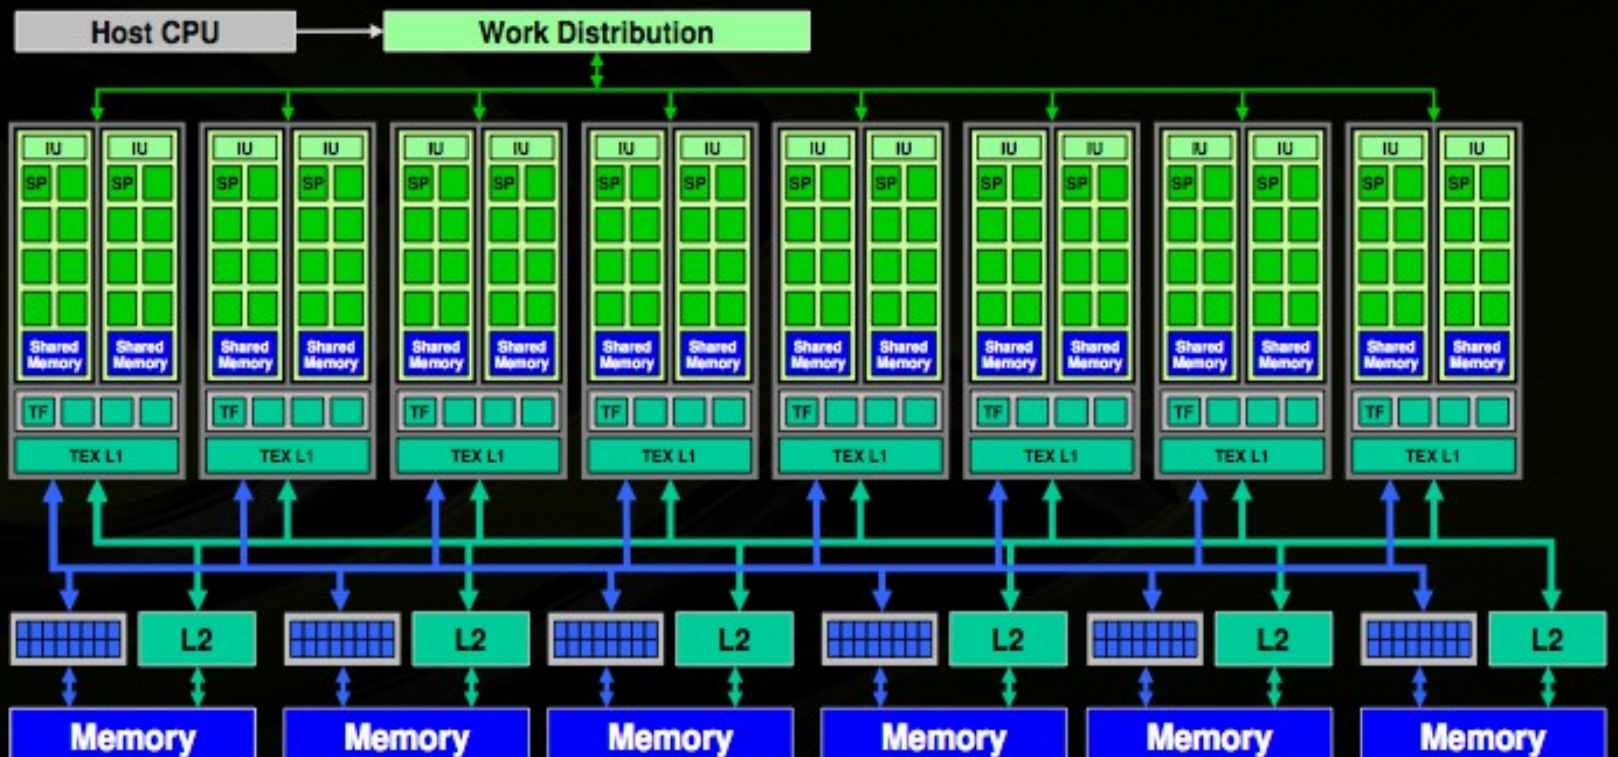 Host CPU Work Distribution
IU IU IU IU IU IU IU IU IU IU IU IU IU IU IU IU
SP SP SP SP SP SP SP SP SP SP SP SP SP SP SP SP
Shared Shared Shared Shared Shared Shared Shared Shared Shared Shared Shared Shared Shared Shared Shared Shared
Memory Memory Memory Memory Memory Memory Memory Memory Memory Memory Memory Memory Memory Memory Memory Memory
TF TF TF TF TF TF TF TF
TEX L1 TEX L1 TEX L1 TEX L1 TEX L1 TEX L1 TEX L1 TEX L1
L2 L2 L2 L2 L2 L2
Memory Memory Memory Memory Memory Memory